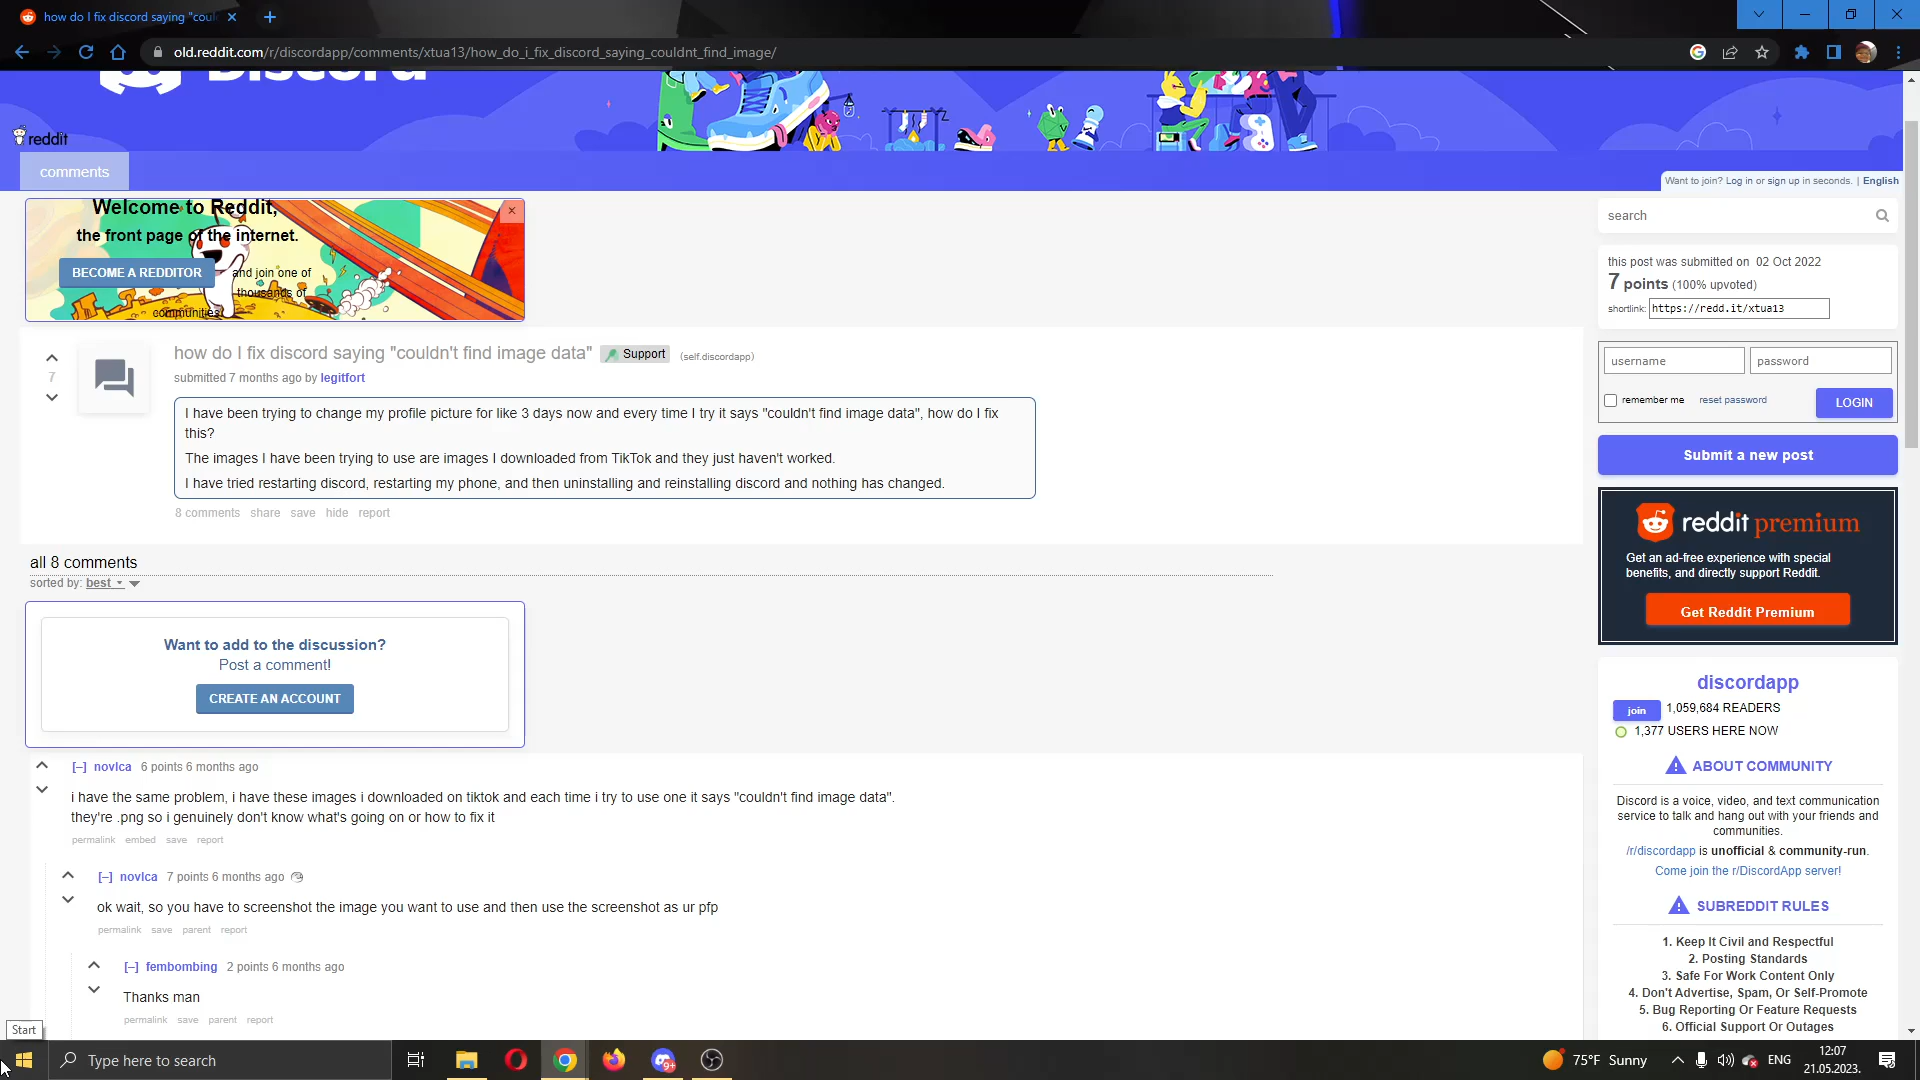 how do I fix discord saying "coul
old.reddit.com/r/discordapp/comments/xtua13/how_do_i_fix_discord_saying_couldnt_find_image/
Discord
reddit
comments
Want to join? Log in or sign up in seconds. | English
Welcome to Reddit,
the front page of the internet.
BECOME A REDDITOR
and join one of
thousands of
communities.
search
this post was submitted on 02 Oct 2022
7 points (100% upvoted)
shortlink: https://redd.it/xtua13
how do I fix discord saying "couldn't find image data" Support (self.discordapp)
7
submitted 7 months ago by legitfort
I have been trying to change my profile picture for like 3 days now and every time I try it says "couldn't find image data", how do I fix
this?
The images I have been trying to use are images I downloaded from TikTok and they just haven't worked.
I have tried restarting discord, restarting my phone, and then uninstalling and reinstalling discord and nothing has changed.
8 comments share save hide report
username password
remember me reset password LOGIN
Submit a new post
reddit premium
Get an ad-free experience with special
benefits, and directly support Reddit.
Get Reddit Premium
all 8 comments
sorted by: best
Want to add to the discussion?
Post a comment!
CREATE AN ACCOUNT
discordapp
join 1,059,684 READERS
1,377 USERS HERE NOW
ABOUT COMMUNITY
Discord is a voice, video, and text communication
service to talk and hang out with your friends and
communities.
/r/discordapp is unofficial & community-run.
Come join the r/DiscordApp server!
SUBREDDIT RULES
1. Keep It Civil and Respectful
2. Posting Standards
3. Safe For Work Content Only
4. Don't Advertise, Spam, Or Self-Promote
5. Bug Reporting Or Feature Requests
6. Official Support Or Outages
[–] novlca 6 points 6 months ago
i have the same problem, i have these images i downloaded on tiktok and each time i try to use one it says "couldn't find image data".
they're .png so i genuinely don't know what's going on or how to fix it
permalink embed save report
[–] novlca 7 points 6 months ago
ok wait, so you have to screenshot the image you want to use and then use the screenshot as ur pfp
permalink save parent report
[–] fembombing 2 points 6 months ago
Thanks man
permalink save parent report
Start
Type here to search
9+
75°F Sunny
ENG
12:07
21.05.2023.